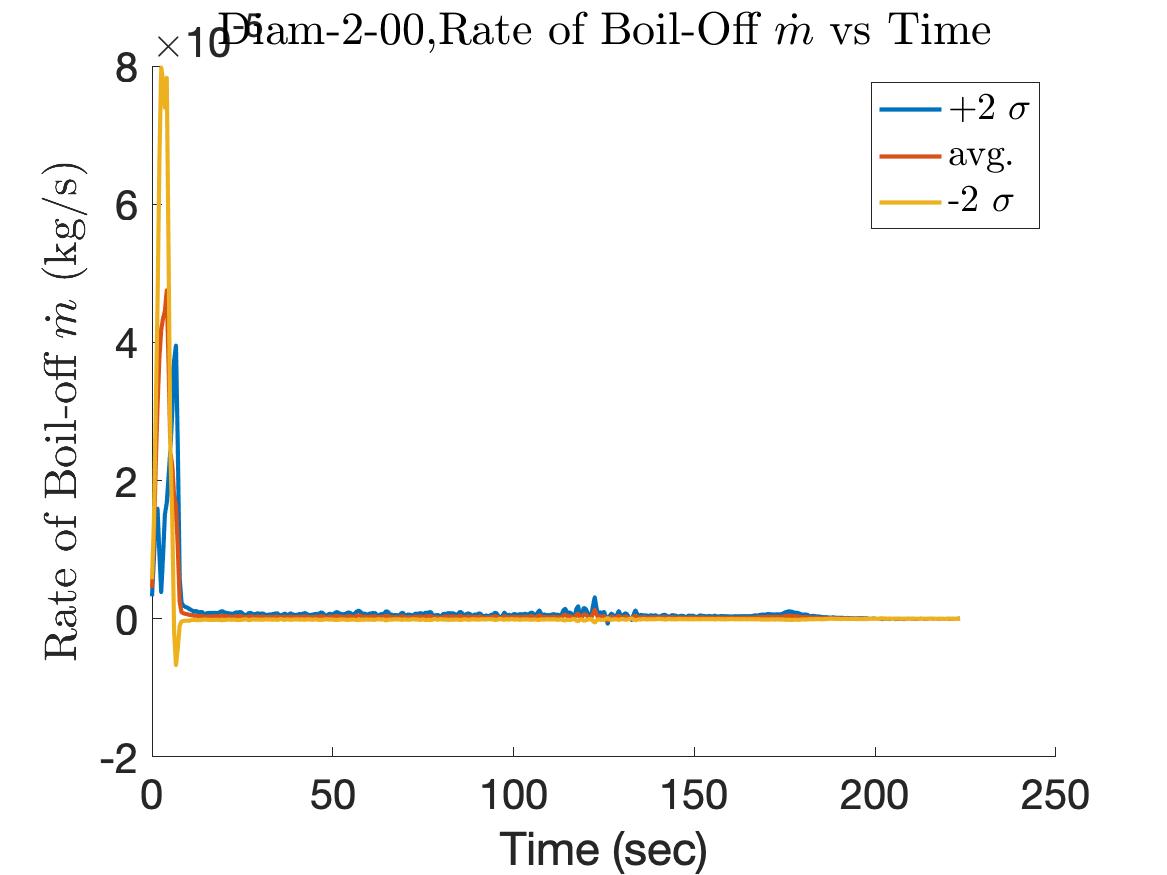 ×10
Diam-2-00,Rate of Boil-Off ṁ vs Time
8
6
4
2
0
-2
Rate of Boil-off ṁ (kg/s)
+2 σ
avg.
-2 σ
0 50 100 150 200 250
Time (sec)